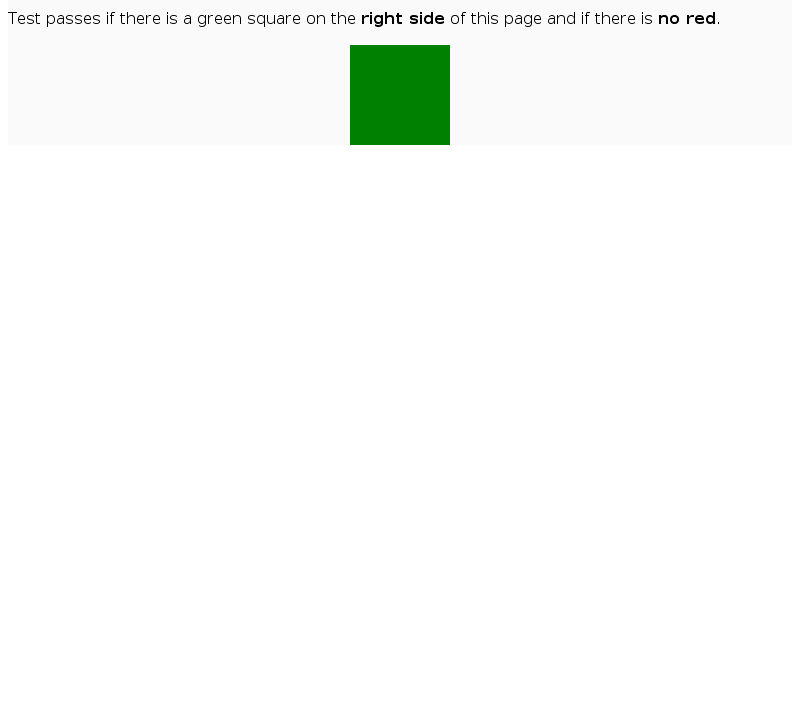 Test passes if there is a green square on the right side of this page and if there is no red.